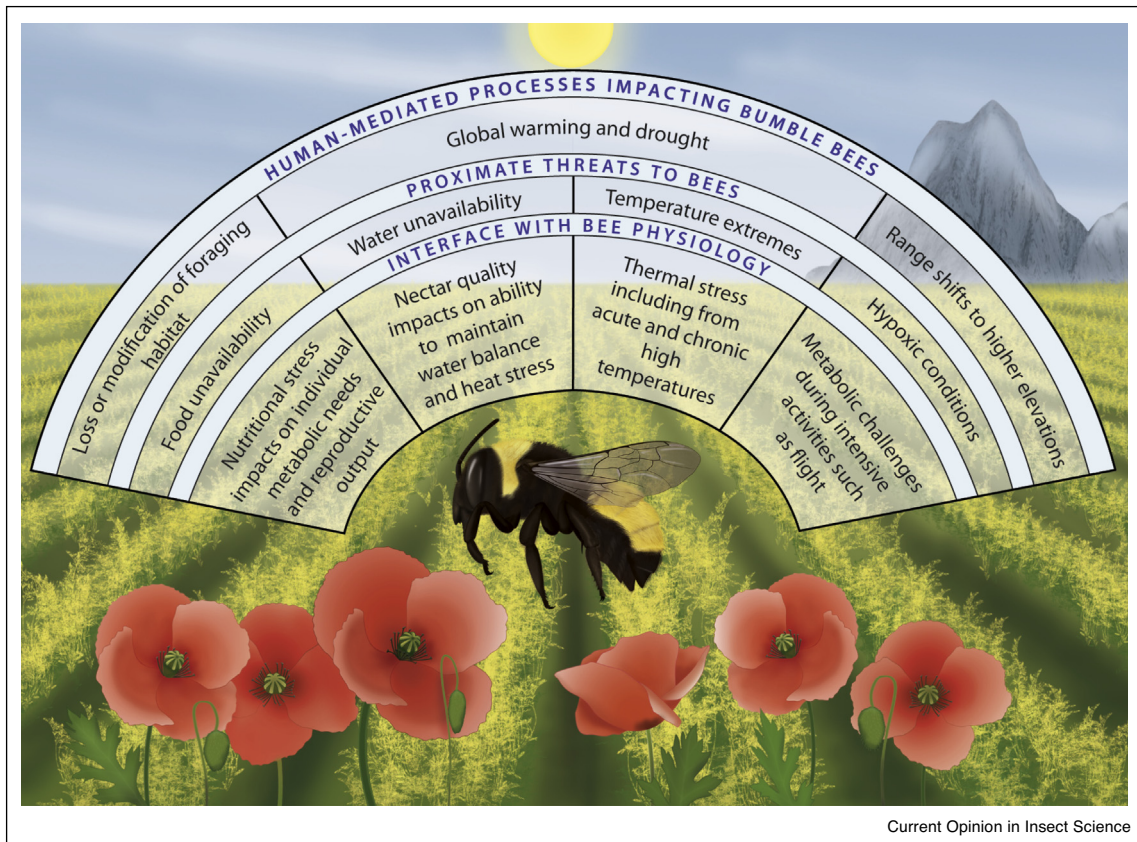 HUMAN-MEDIATED PROCESSES IMPACTING BUMBLE BEES
Global warming and drought
PROXIMATE THREATS TO BEES
Water unavailability
Temperature extremes
INTERFACE WITH BEE PHYSIOLOGY
Loss or modification of foraging
habitat
Food unavailability
Nutritional stress
impacts on individual
metabolic needs
and reproductive
output
Nectar quality
impacts on ability
to maintain
water balance
and heat stress
Thermal stress
including from
acute and chronic
high
temperatures
Metabolic challenges
during intensive
activities such
as flight
Hypoxic conditions
Range shifts to higher elevations
Current Opinion in Insect Science